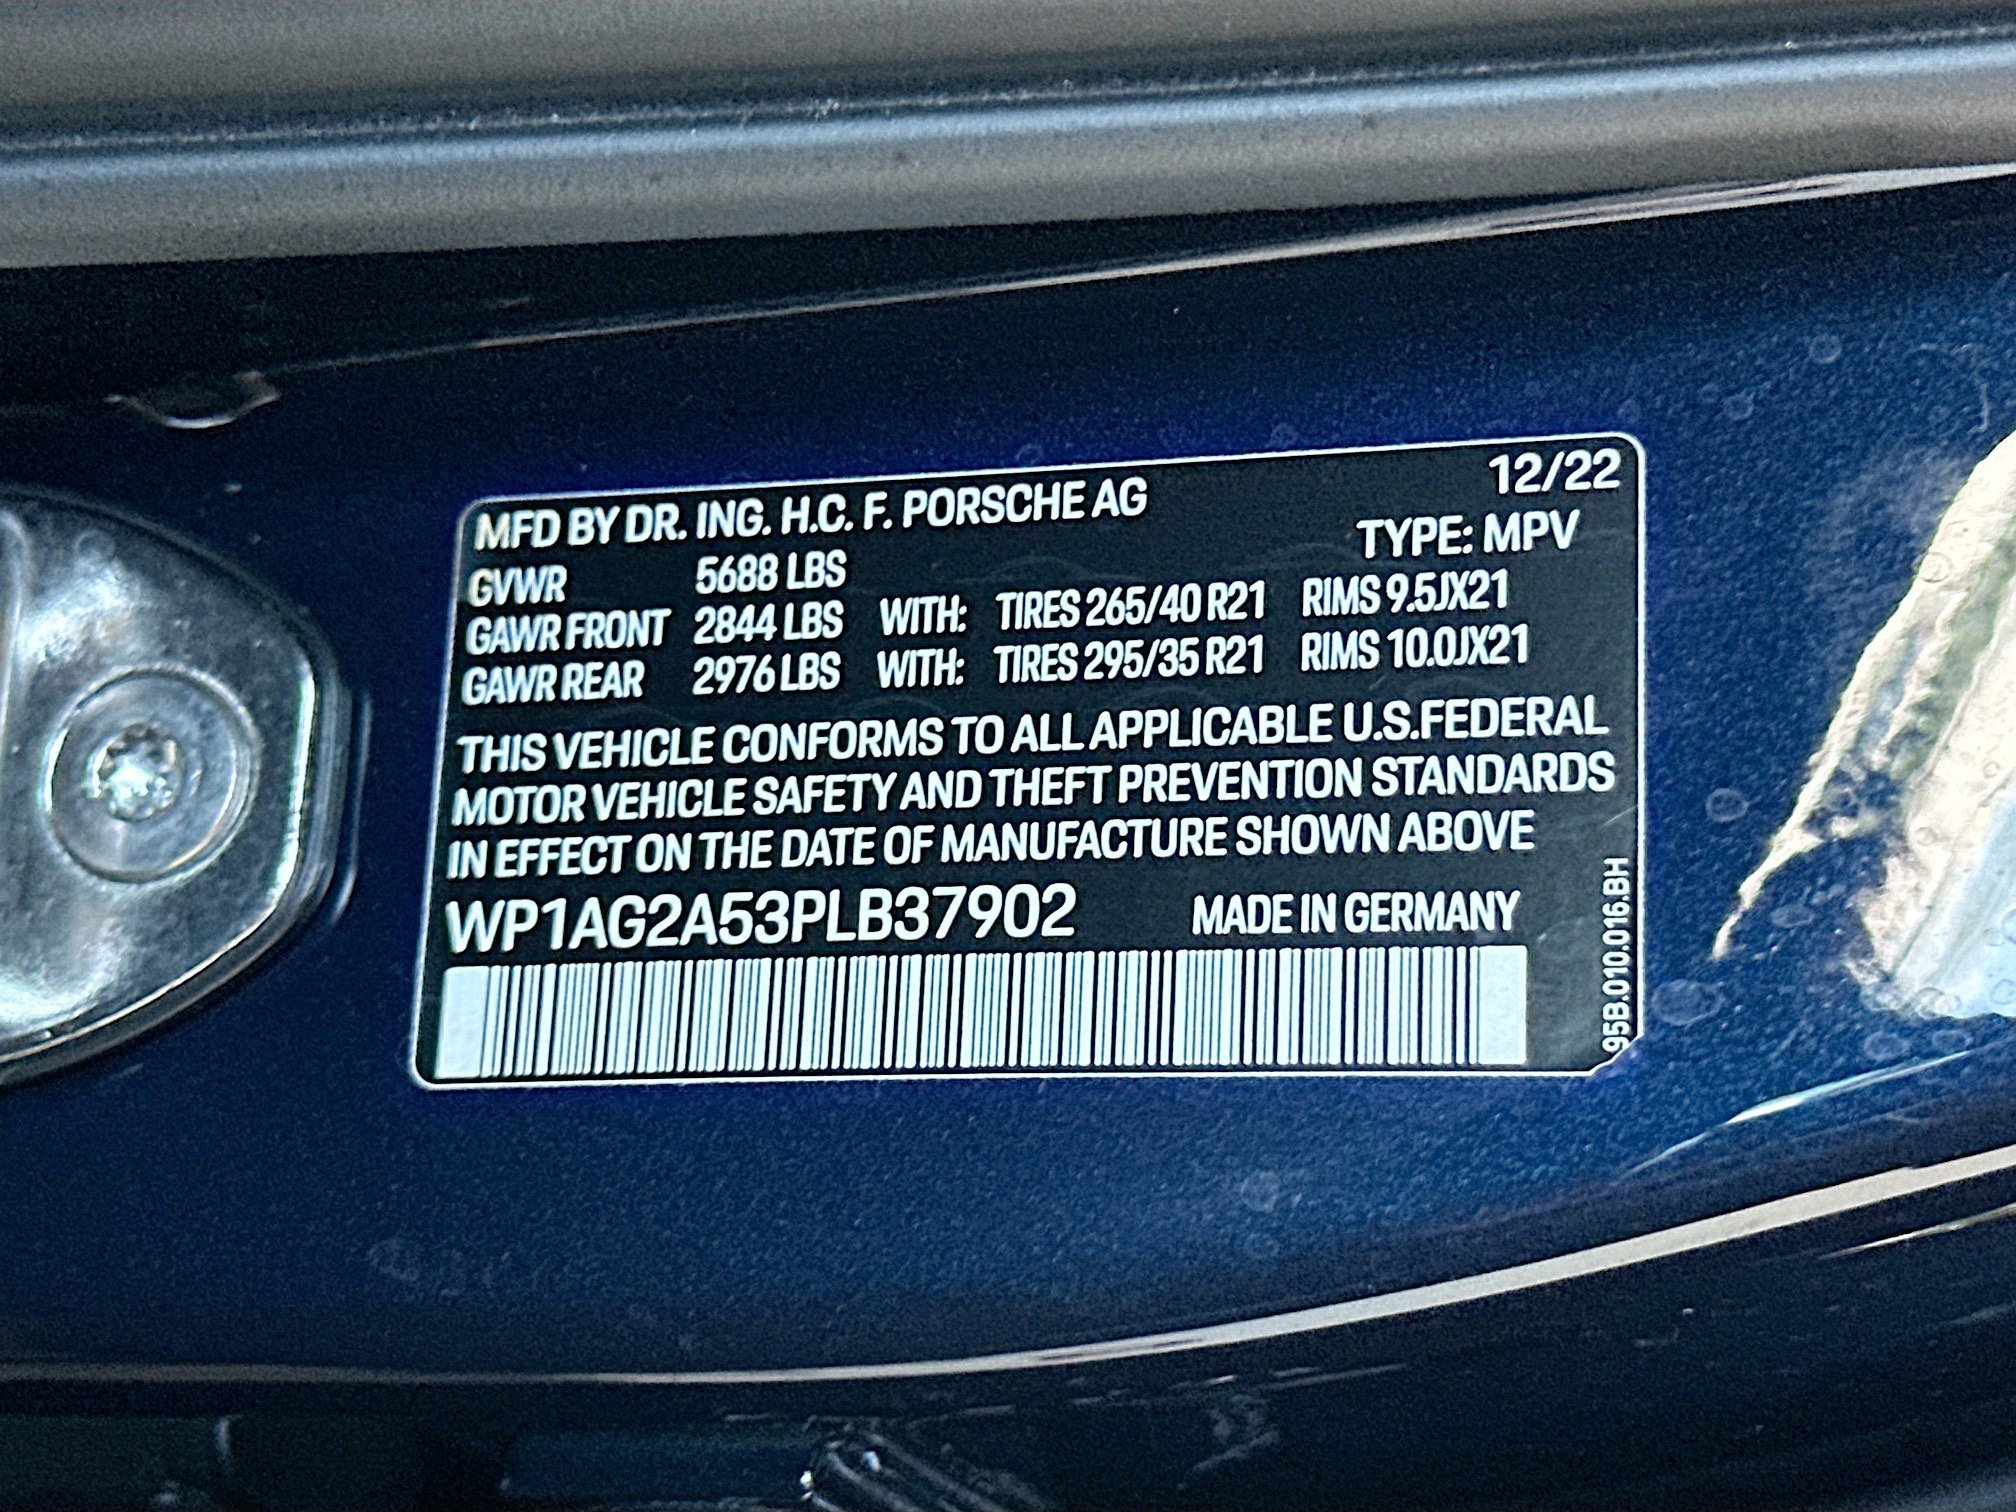 12/22
MFD BY DR. ING. H.C. F. PORSCHE AG
TYPE: MPV
GVWR 5688 LBS
GAWR FRONT 2844 LBS WITH: TIRES 265/40 R21 RIMS 9.5JX21
GAWR REAR 2976 LBS WITH: TIRES 295/35 R21 RIMS 10.0JX21
THIS VEHICLE CONFORMS TO ALL APPLICABLE U.S.FEDERAL
MOTOR VEHICLE SAFETY AND THEFT PREVENTION STANDARDS
IN EFFECT ON THE DATE OF MANUFACTURE SHOWN ABOVE
WP1AG2A53PLB37902 MADE IN GERMANY
95B.010.016.BH